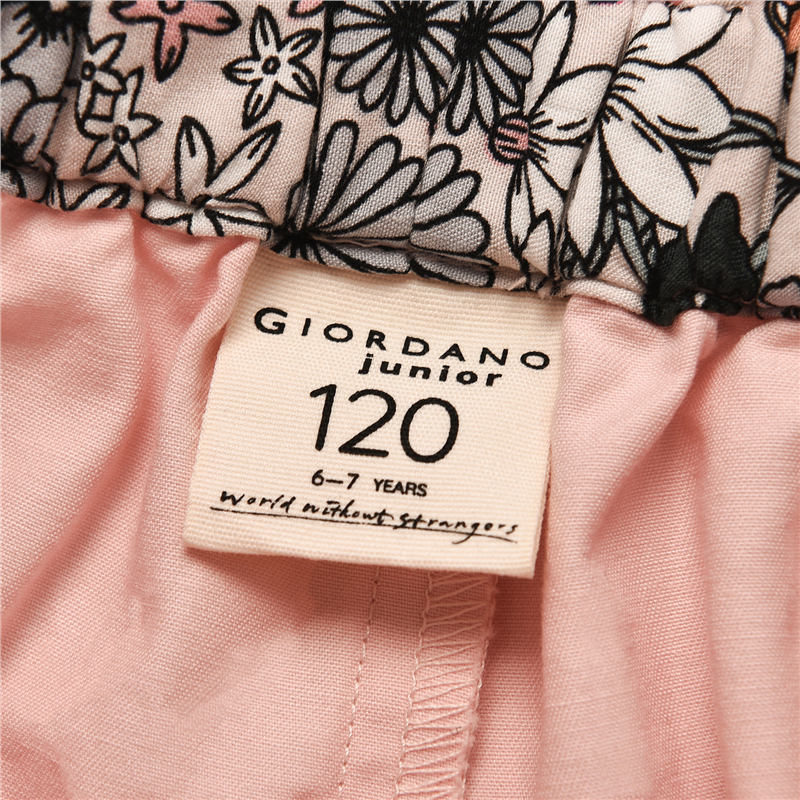 GIORDANO
junior
120
6—7 YEARS
World without strangers